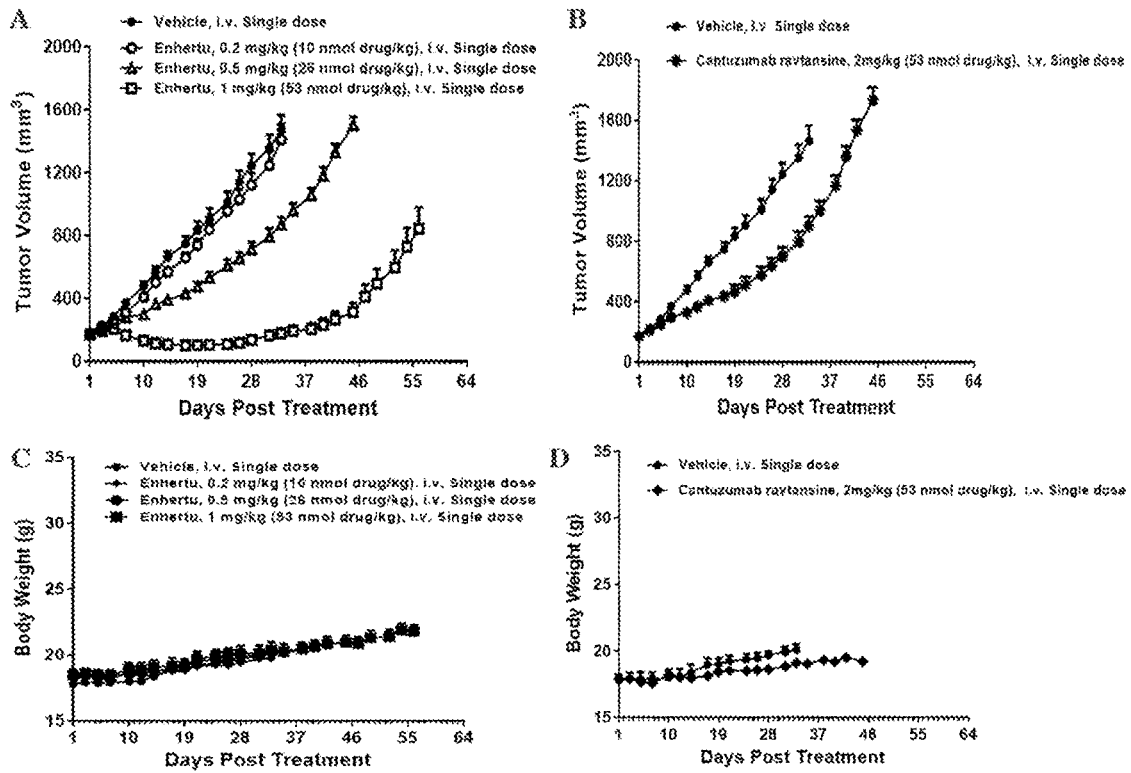 A
Vehicle, i.v. Single dose
Enhertu, 0.2 mg/kg (10 nmol drug/kg), i.v. Single dose
Enhertu, 0.5 mg/kg (26 nmol drug/kg), i.v. Single dose
Enhertu, 1 mg/kg (53 nmol drug/kg), i.v. Single dose
2000
1600
1200
800
400
0
Tumor Volume (mm³)
1 10 19 28 37 46 55 64
Days Post Treatment
B
Vehicle, i.v. Single dose
Cantuzumab ravtansine, 2mg/kg (53 nmol drug/kg), i.v. Single dose
2000
1600
1200
800
400
0
Tumor Volume (mm³)
1 10 19 28 37 46 55 64
Days Post Treatment
C
Vehicle, i.v. Single dose
Enhertu, 0.2 mg/kg (10 nmol drug/kg), i.v. Single dose
Enhertu, 0.5 mg/kg (26 nmol drug/kg), i.v. Single dose
Enhertu, 1 mg/kg (53 nmol drug/kg), i.v. Single dose
35
30
25
20
15
Body Weight (g)
1 10 19 28 37 46 55 64
Days Post Treatment
D
Vehicle, i.v. Single dose
Cantuzumab ravtansine, 2mg/kg (53 nmol drug/kg), i.v. Single dose
35
30
25
20
15
Body Weight (g)
1 10 19 28 37 46 55 64
Days Post Treatment